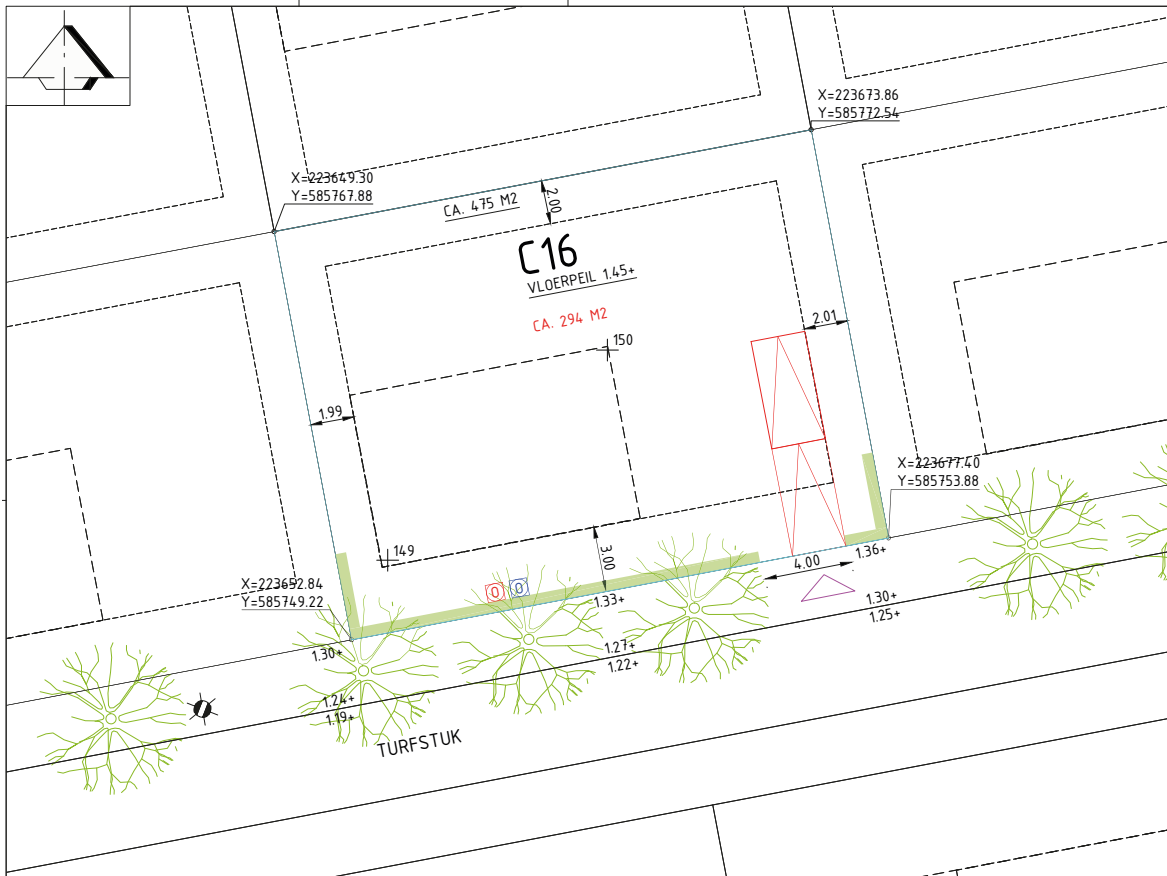 X=223673.86
Y=585772.54
X=223649.30
Y=585767.88
CA. 475 M2
2.00
C16
VLOERPEIL 1.45+
CA. 294 M2
2.01
150
1.99
X=223677.40
Y=585753.88
149
3.00
1.36+
4.00
X=223652.84
Y=585749.22
0 0
1.33+
1.30+
1.25+
1.30+
1.27+
1.22+
1.24+
1.19+
TURFSTUK